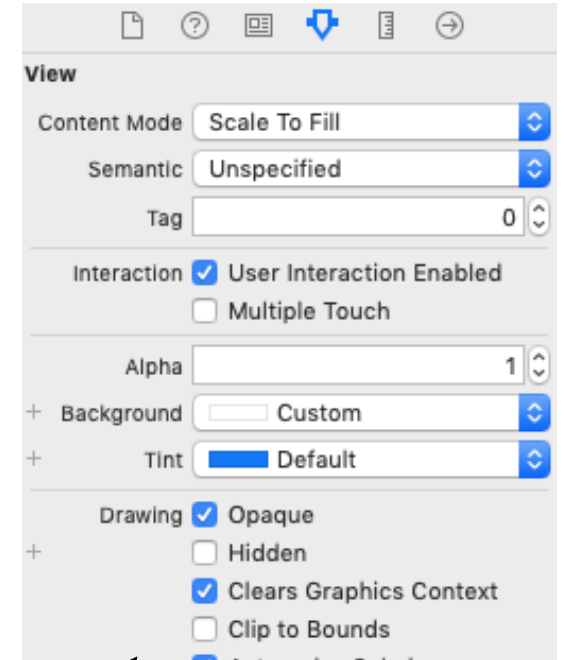 View
Content Mode Scale To Fill
Semantic Unspecified
Tag 0
Interaction User Interaction Enabled
Multiple Touch
Alpha 1
+ Background Custom
+ Tint Default
Drawing Opaque
+ Hidden
Clears Graphics Context
Clip to Bounds